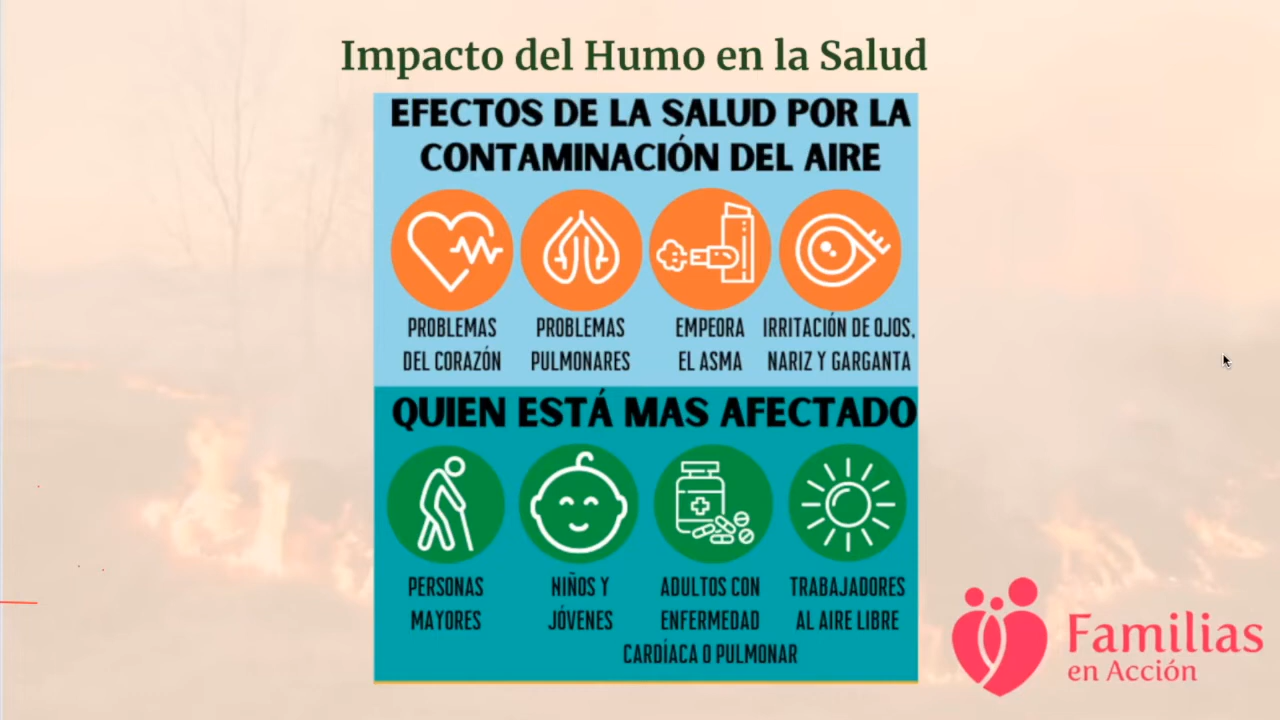 Impacto del Humo en la Salud
EFECTOS DE LA SALUD POR LA
CONTAMINACIÓN DEL AIRE
PROBLEMAS
DEL CORAZÓN
PROBLEMAS
PULMONARES
EMPEORA
EL ASMA
IRRITACIÓN DE OJOS,
NARIZ Y GARGANTA
QUIEN ESTÁ MAS AFECTADO
PERSONAS
MAYORES
NIÑOS Y
JÓVENES
ADULTOS CON
ENFERMEDAD
CARDÍACA O PULMONAR
TRABAJADORES
AL AIRE LIBRE
Familias
en Acción